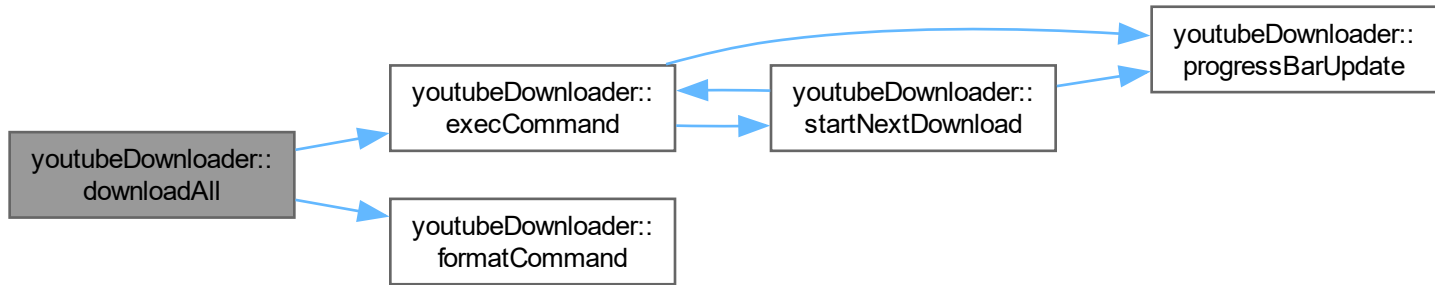 youtubeDownloader::
downloadAll
youtubeDownloader::
execCommand
youtubeDownloader::
formatCommand
youtubeDownloader::
startNextDownload
youtubeDownloader::
progressBarUpdate